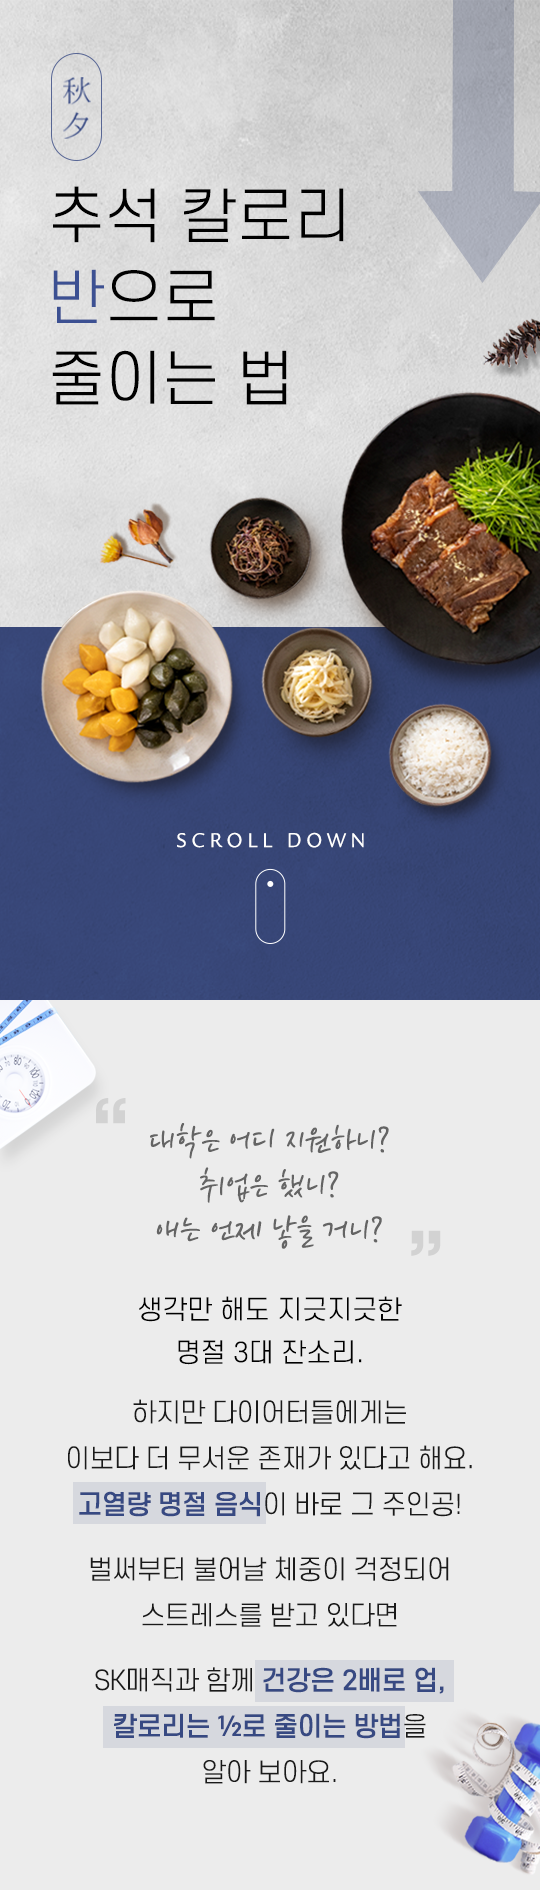 秋
夕
추석 칼로리
반으로
줄이는 법
SCROLL DOWN
“
대학은 어디 지원하니?
취업은 했니?
애는 언제 낳을 거니?
”
생각만 해도 지긋지긋한
명절 3대 잔소리.
하지만 다이어터들에게는
이보다 더 무서운 존재가 있다고 해요.
고열량 명절 음식이 바로 그 주인공!
벌써부터 불어날 체중이 걱정되어
스트레스를 받고 있다면
SK매직과 함께 건강은 2배로 업,
칼로리는 ½로 줄이는 방법을
알아 보아요.